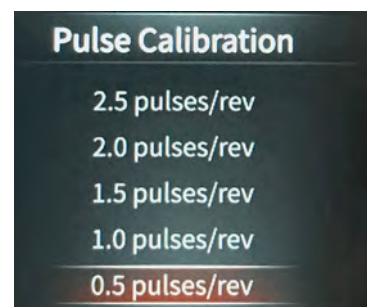 Pulse Calibration
2.5 pulses/rev
2.0 pulses/rev
1.5 pulses/rev
1.0 pulses/rev
0.5 pulses/rev